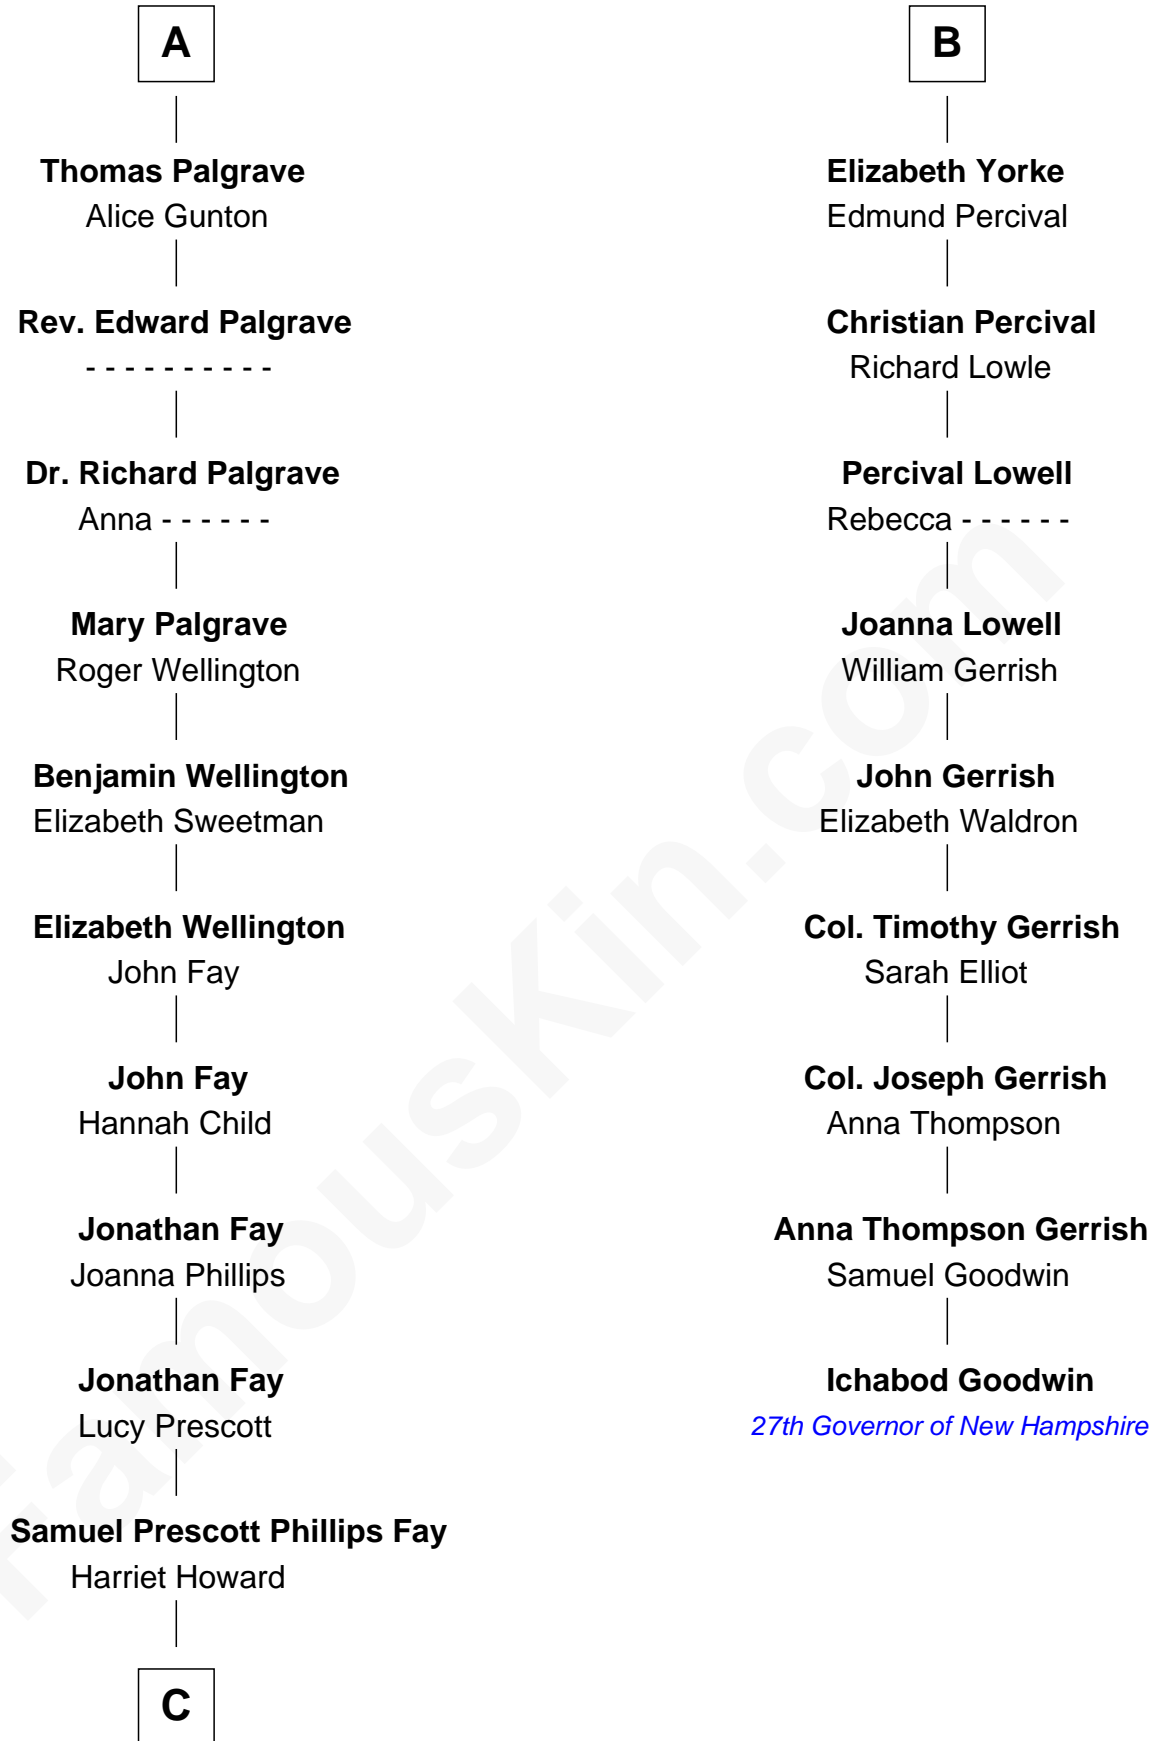 A
Thomas Palgrave
Alice Gunton
Rev. Edward Palgrave
- - - - - - - - - -
Dr. Richard Palgrave
Anna - - - - - -
Mary Palgrave
Roger Wellington
Benjamin Wellington
Elizabeth Sweetman
Elizabeth Wellington
John Fay
John Fay
Hannah Child
Jonathan Fay
Joanna Phillips
Jonathan Fay
Lucy Prescott
Samuel Prescott Phillips Fay
Harriet Howard
C
B
Elizabeth Yorke
Edmund Percival
Christian Percival
Richard Lowle
Percival Lowell
Rebecca - - - - - -
Joanna Lowell
William Gerrish
John Gerrish
Elizabeth Waldron
Col. Timothy Gerrish
Sarah Elliot
Col. Joseph Gerrish
Anna Thompson
Anna Thompson Gerrish
Samuel Goodwin
Ichabod Goodwin
27th Governor of New Hampshire
FamousKin.com